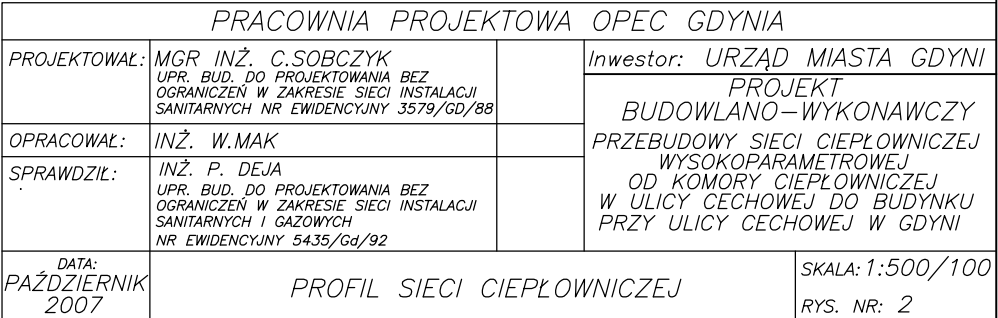 PRACOWNIA PROJEKTOWA OPEC GDYNIA
PROJEKTOWAŁ:
MGR INŻ. C.SOBCZYK
UPR. BUD. DO PROJEKTOWANIA BEZ
OGRANICZEŃ W ZAKRESIE SIECI INSTALACJI
SANITARNYCH NR EWIDENCYJNY 3579/GD/88
OPRACOWAŁ:
INŻ. W.MAK
SPRAWDZIŁ:
INŻ. P. DEJA
UPR. BUD. DO PROJEKTOWANIA BEZ
OGRANICZEŃ W ZAKRESIE SIECI INSTALACJI
SANITARNYCH I GAZOWYCH
NR EWIDENCYJNY 5435/Gd/92
Inwestor: URZĄD MIASTA GDYNI
PROJEKT
BUDOWLANO-WYKONAWCZY
PRZEBUDOWY SIECI CIEPŁOWNICZEJ
WYSOKOPARAMETROWEJ
OD KOMORY CIEPŁOWNICZEJ
W ULICY CECHOWEJ DO BUDYNKU
PRZY ULICY CECHOWEJ W GDYNI
DATA:
PAŹDZIERNIK
2007
PROFIL SIECI CIEPŁOWNICZEJ
SKALA: 1:500/100
RYS. NR: 2